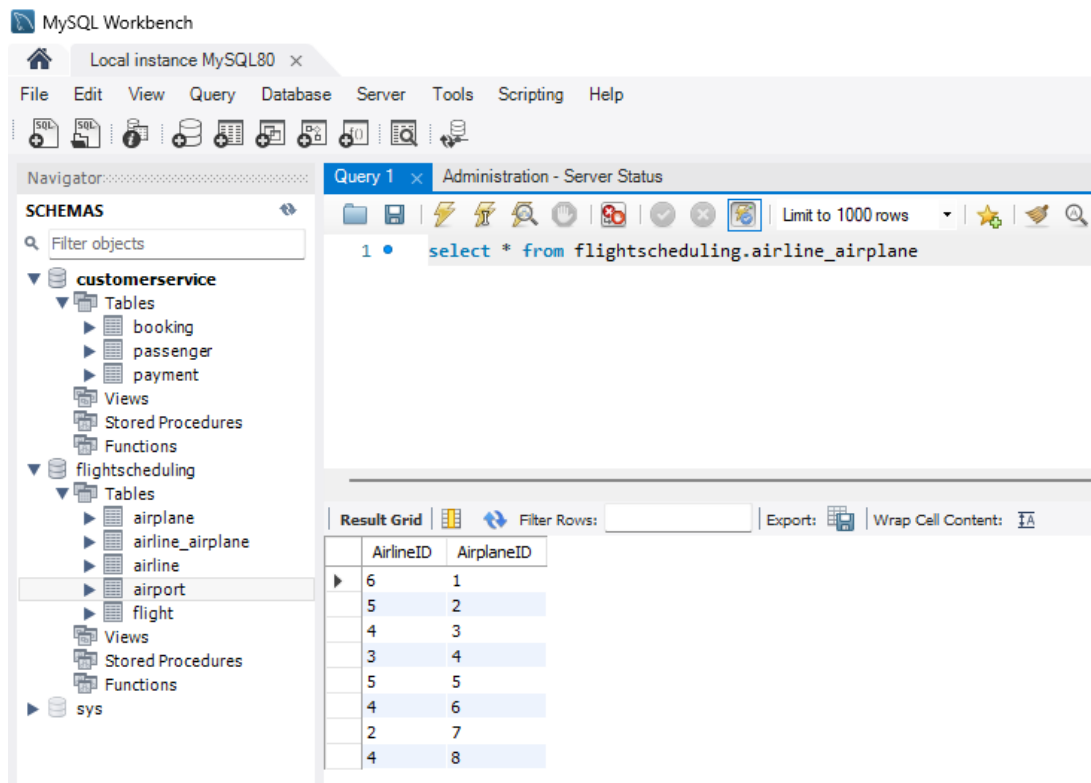 MySQL Workbench
Local instance MySQL80 ×
File Edit View Query Database Server Tools Scripting Help
Navigator
SCHEMAS
Filter objects
customerservice
Tables
booking
passenger
payment
Views
Stored Procedures
Functions
flightscheduling
Tables
airplane
airline_airplane
airline
airport
flight
Views
Stored Procedures
Functions
sys
Query 1 × Administration - Server Status
Limit to 1000 rows
1 select * from flightscheduling.airline_airplane
Result Grid Filter Rows: Export: Wrap Cell Content:
AirlineID AirplaneID
6 1
5 2
4 3
3 4
5 5
4 6
2 7
4 8